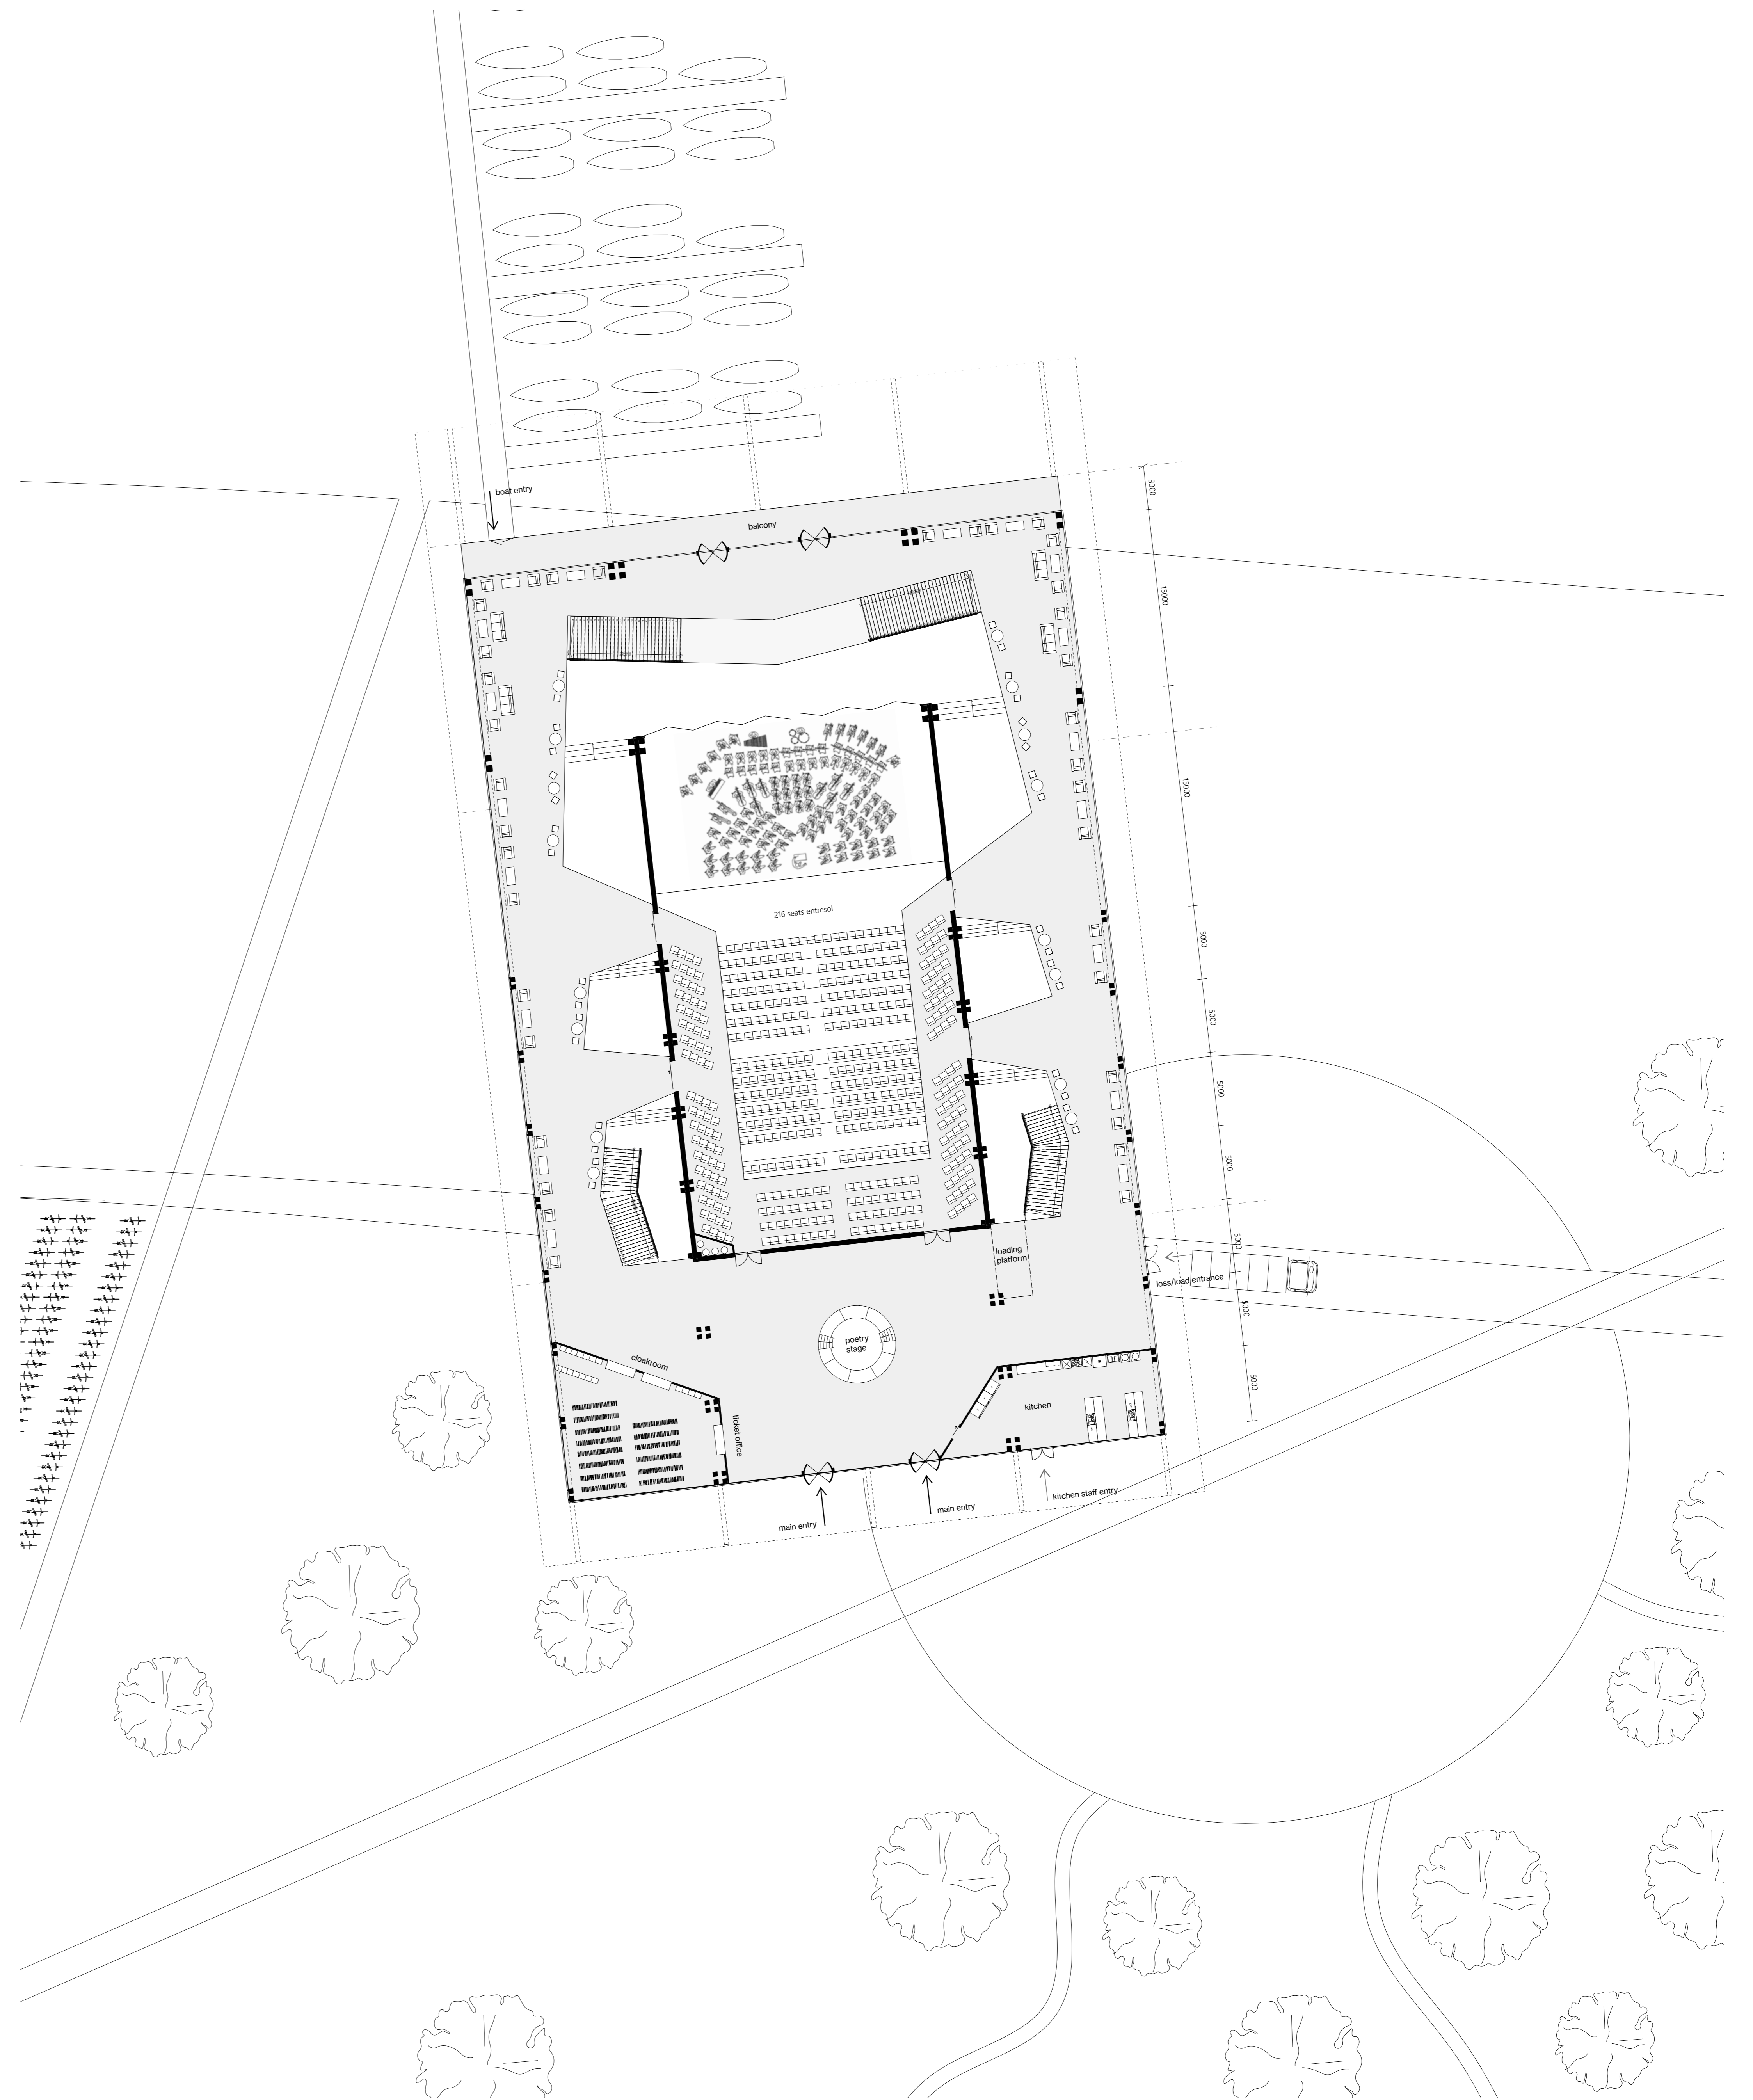 boat entry
balcony
3000
15000
15000
216 seats entresol
5000
5000
5000
5000
5000
loading
platform
loss/load entrance
5000
poetry
stage
cloakroom
5000
kitchen
ticket office
main entry
main entry
kitchen staff entry